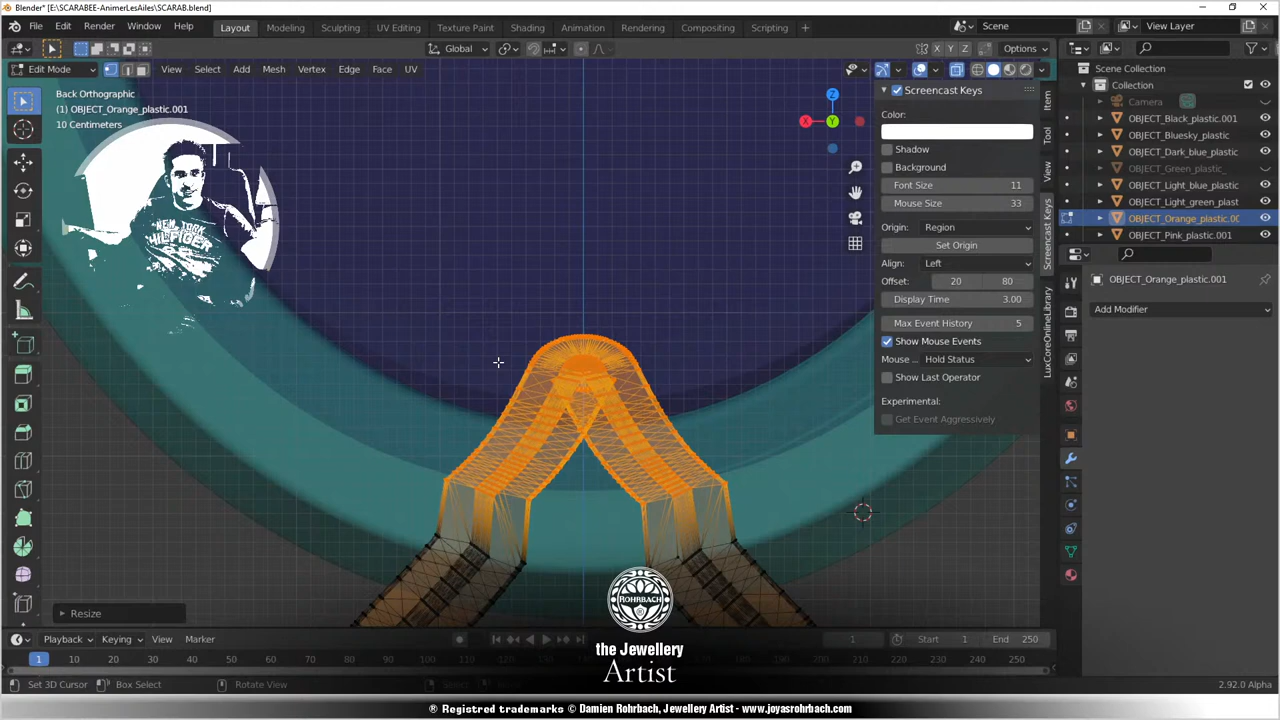 Blender* [E:\SCARABEE-AnimerLesAiles\SCARAB.blend]
File Edit Render Window Help Layout Modeling Sculpting UV Editing Texture Paint Shading Animation Rendering Compositing Scripting + Scene View Layer
Global X Y Z Options
Edit Mode View Select Add Mesh Vertex Edge Face UV
Back Orthographic
(1) OBJECT_Orange_plastic.001
10 Centimeters
NEW YORK
HILFIGER
Z
X
Y
Screencast Keys
Color:
Shadow
Background
Font Size 11
Mouse Size 33
Origin: Region
Set Origin
Align: Left
Offset: 20 80
Display Time 3.00
Max Event History 5
Show Mouse Events
Mouse ... Hold Status
Show Last Operator
Experimental:
Get Event Aggressively
Item
Tool
View
Screencast Keys
LuxCoreOnlineLibrary
Scene Collection
Collection
Camera
OBJECT_Black_plastic.001
OBJECT_Bluesky_plastic
OBJECT_Dark_blue_plastic
OBJECT_Green_plastic_
OBJECT_Light_blue_plastic
OBJECT_Light_green_plast
OBJECT_Orange_plastic.00
OBJECT_Pink_plastic.001
OBJECT_Orange_plastic.001
Add Modifier
Resize
ROHRBACH
the Jewellery
Artist
Playback Keying View Marker 1 Start 1 End 250
1 10 20 30 40 50 60 70 80 90 100 110 120 130 170 180 190 200 210 220 230 240 250
Set 3D Cursor Box Select Rotate View Select 2.92.0 Alpha
® Registered trademarks © Damien Rohrbach, Jewellery Artist - www.joyasrohrbach.com